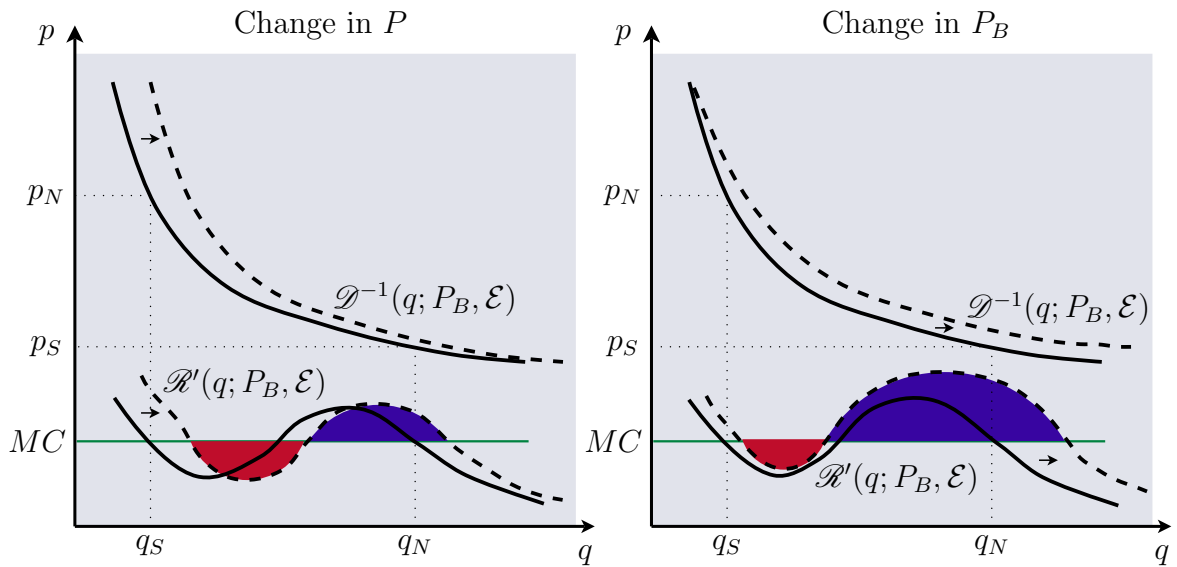 Change in P
p
p_N
p_S
MC
𝒟⁻¹(q; P_B, ℰ)
ℛ′(q; P_B, ℰ)
q_S
q_N
q
Change in P_B
p
p_N
p_S
MC
𝒟⁻¹(q; P_B, ℰ)
ℛ′(q; P_B, ℰ)
q_S
q_N
q